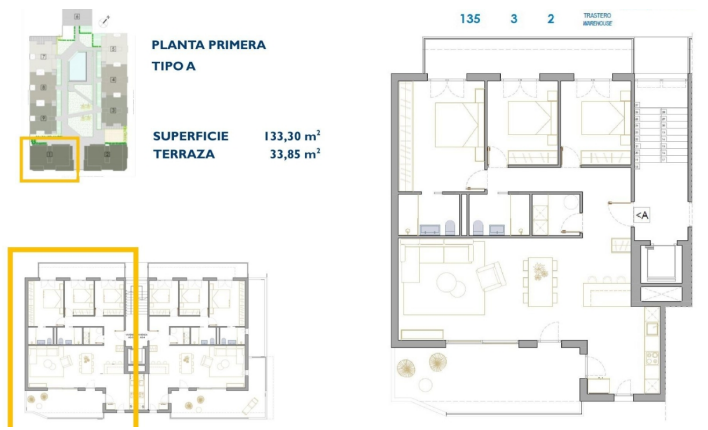 135 3 2 TRASTERO
WAREHOUSE
PLANTA PRIMERA
TIPO A
SUPERFICIE 133,30 m²
TERRAZA 33,85 m²
<A